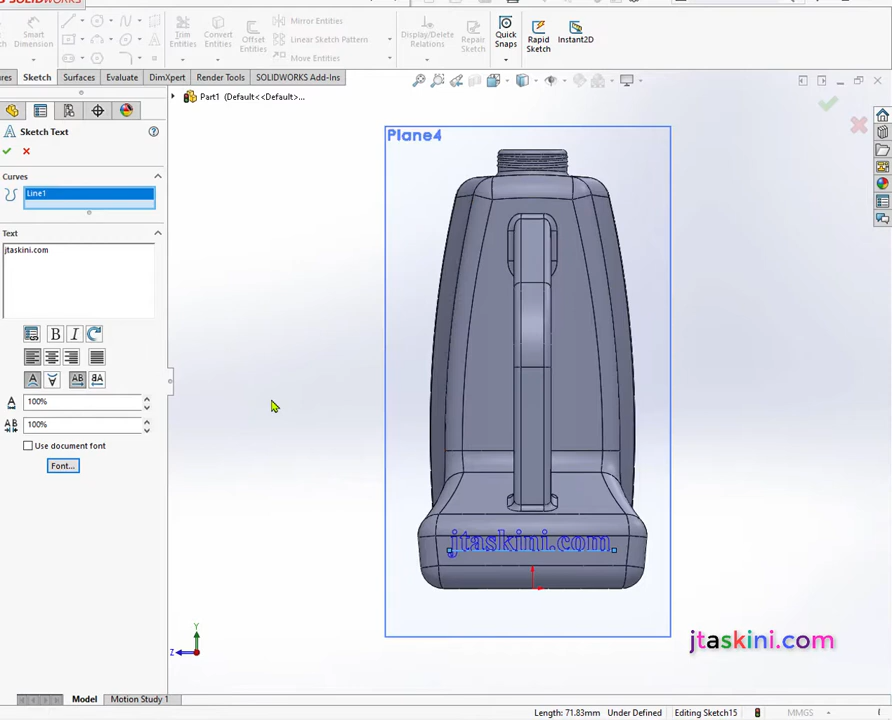 SOLIDWORKS
Smart Dimension
Trim Entities
Convert Entities
Offset Entities
Mirror Entities
Linear Sketch Pattern
Move Entities
Display/Delete Relations
Repair Sketch
Quick Snaps
Rapid Sketch
Instant2D
Sketch Surfaces Evaluate DimXpert Render Tools SOLIDWORKS Add-Ins
Part1 (Default<<Default>...
Sketch Text
Curves
Line1
Text
jtaskini.com
B I
AB
100%
100%
Use document font
Font...
Plane4
jtaskini.com
Y
Z
jtaskini.com
Model Motion Study 1
Length: 71.83mm Under Defined Editing Sketch15 MMGS -